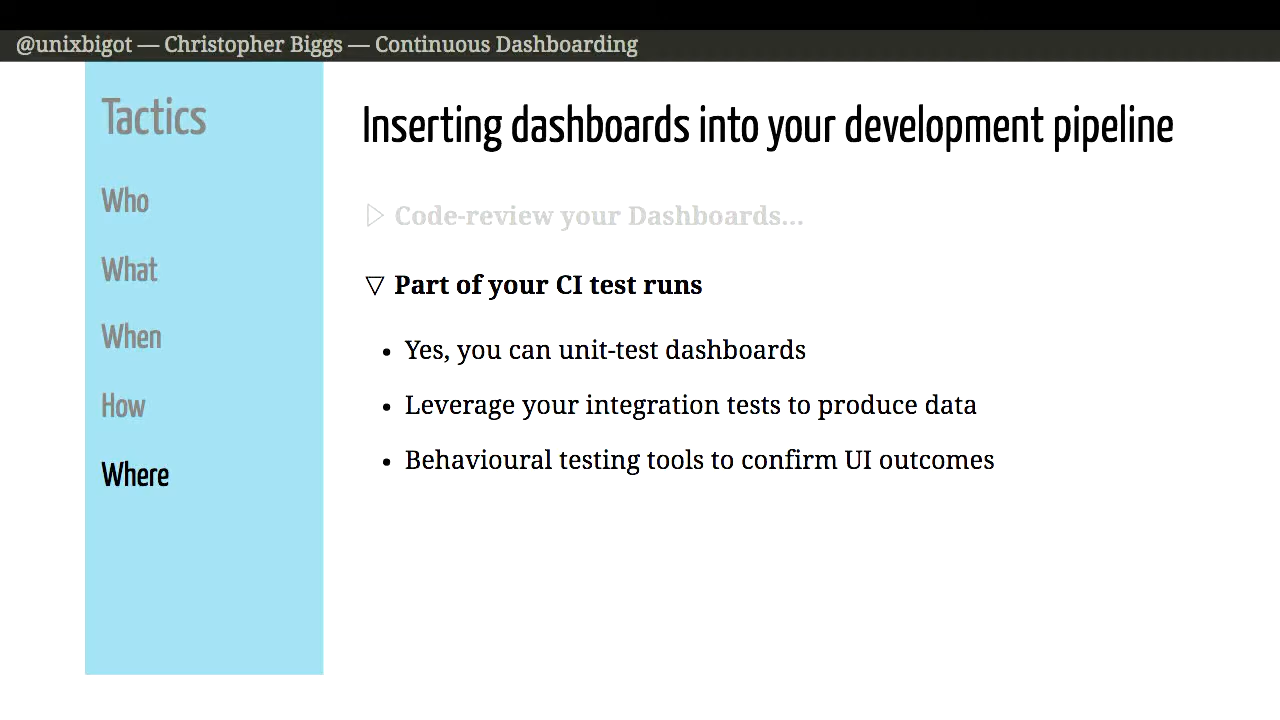 @unixbigot — Christopher Biggs — Continuous Dashboarding
Tactics
Who
What
When
How
Where
Inserting dashboards into your development pipeline
▷ Code-review your Dashboards...
▽ Part of your CI test runs
• Yes, you can unit-test dashboards
• Leverage your integration tests to produce data
• Behavioural testing tools to confirm UI outcomes